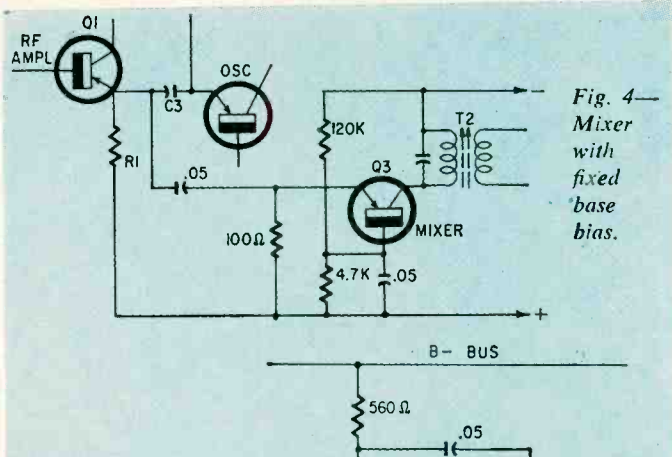 Q1
RF
AMPL
C3
OSC
R1
.05
120K
Q3
T2
MIXER
100Ω
4.7K
.05
Fig. 4—
Mixer
with
fixed
base
bias.
−
+
B- BUS
560Ω
.05